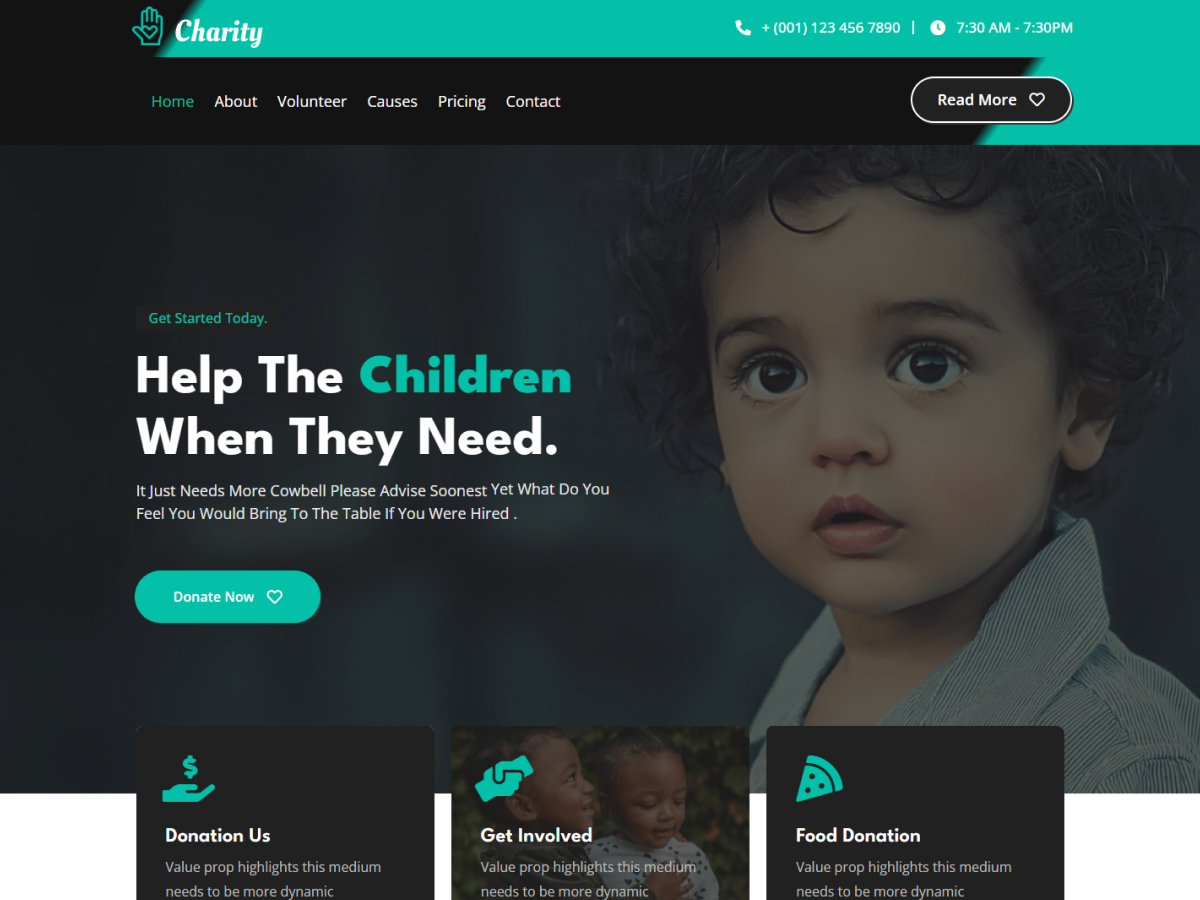 Charity
+ (001) 123 456 7890 | 7:30 AM - 7:30PM
Home About Volunteer Causes Pricing Contact
Read More
Get Started Today.
Help The Children
When They Need.
It Just Needs More Cowbell Please Advise Soonest Yet What Do You
Feel You Would Bring To The Table If You Were Hired .
Donate Now
$
Donation Us
Value prop highlights this medium
needs to be more dynamic
Get Involved
Value prop highlights this medium
needs to be more dynamic
Food Donation
Value prop highlights this medium
needs to be more dynamic